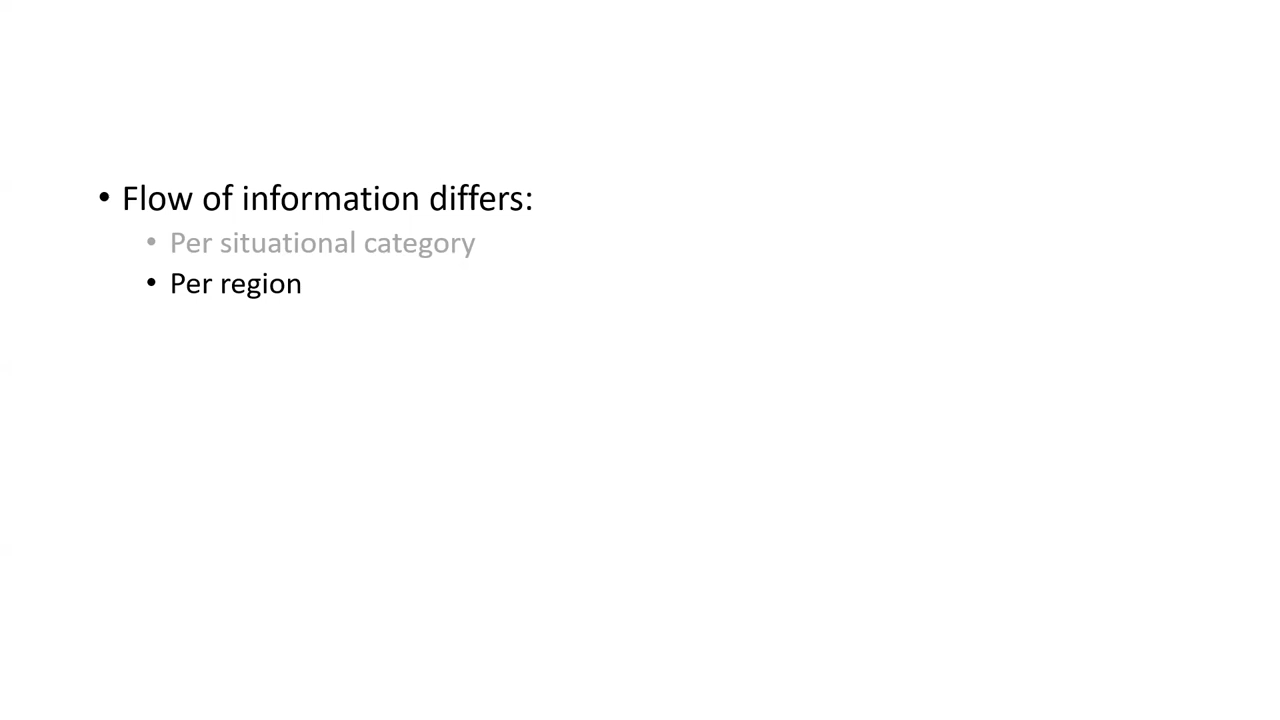 • Flow of information differs:
• Per situational category
• Per region